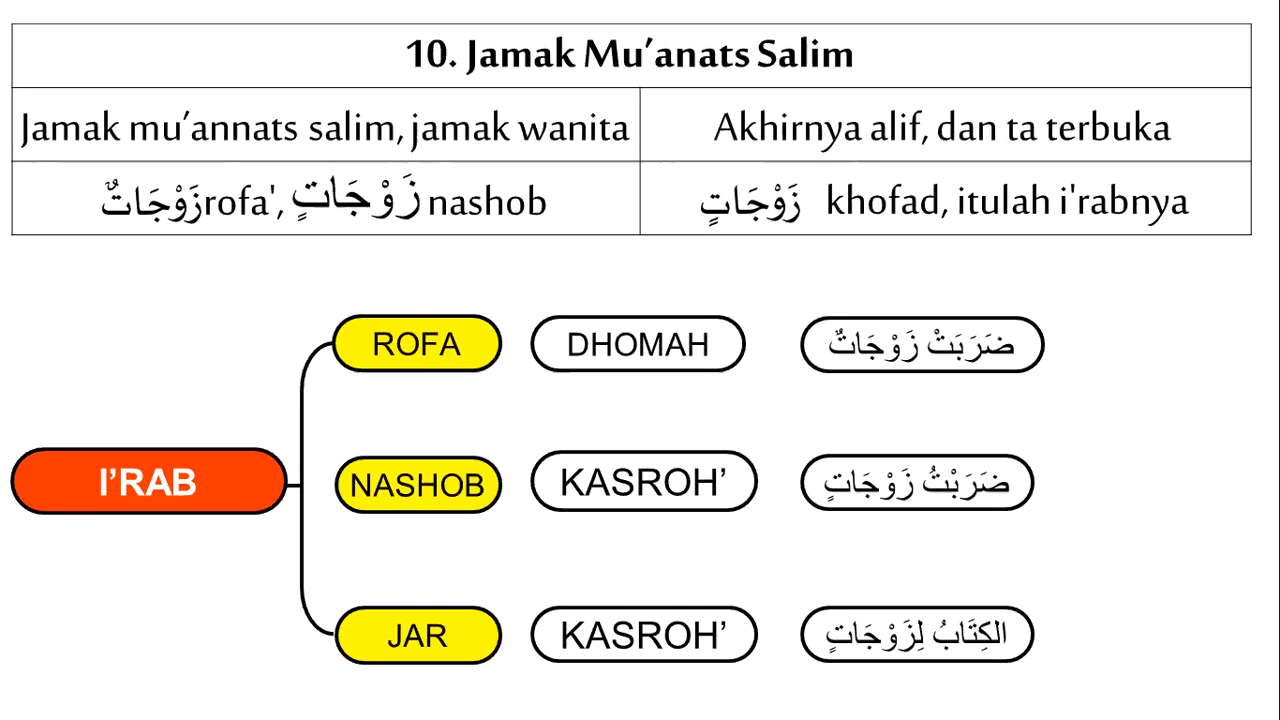 10. Jamak Mu’anats Salim
Jamak mu’annats salim, jamak wanita
Akhirnya alif, dan ta terbuka
زَوْجَاتٌ rofa', زَوْجَاتٍ nashob
زَوْجَاتٍ khofad, itulah i'rabnya
ROFA
DHOMAH
ضَرَبَتْ زَوْجَاتٌ
I’RAB
NASHOB
KASROH’
ضَرَبْتُ زَوْجَاتٍ
JAR
KASROH’
الكِتَابُ لِزَوْجَاتٍ